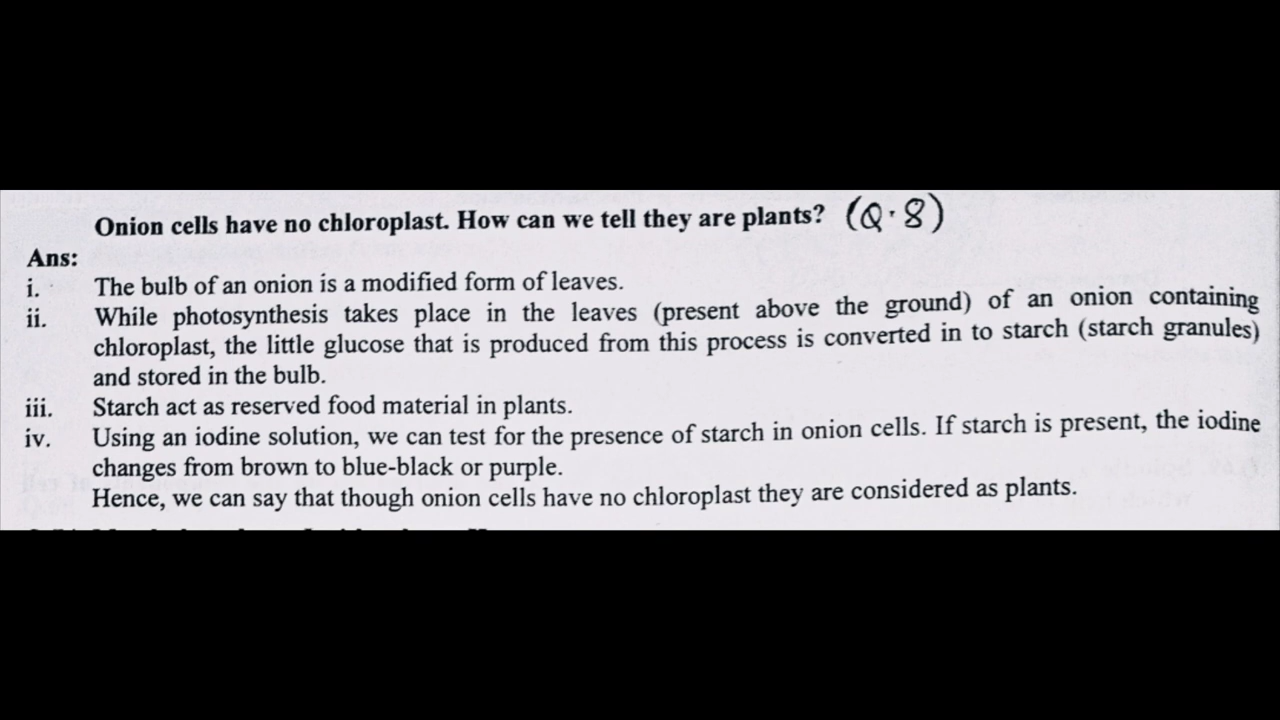 Onion cells have no chloroplast. How can we tell they are plants? (Q.8)
Ans:
i. The bulb of an onion is a modified form of leaves.
ii. While photosynthesis takes place in the leaves (present above the ground) of an onion containing
chloroplast, the little glucose that is produced from this process is converted in to starch (starch granules)
and stored in the bulb.
iii. Starch act as reserved food material in plants.
iv. Using an iodine solution, we can test for the presence of starch in onion cells. If starch is present, the iodine
changes from brown to blue-black or purple.
Hence, we can say that though onion cells have no chloroplast they are considered as plants.